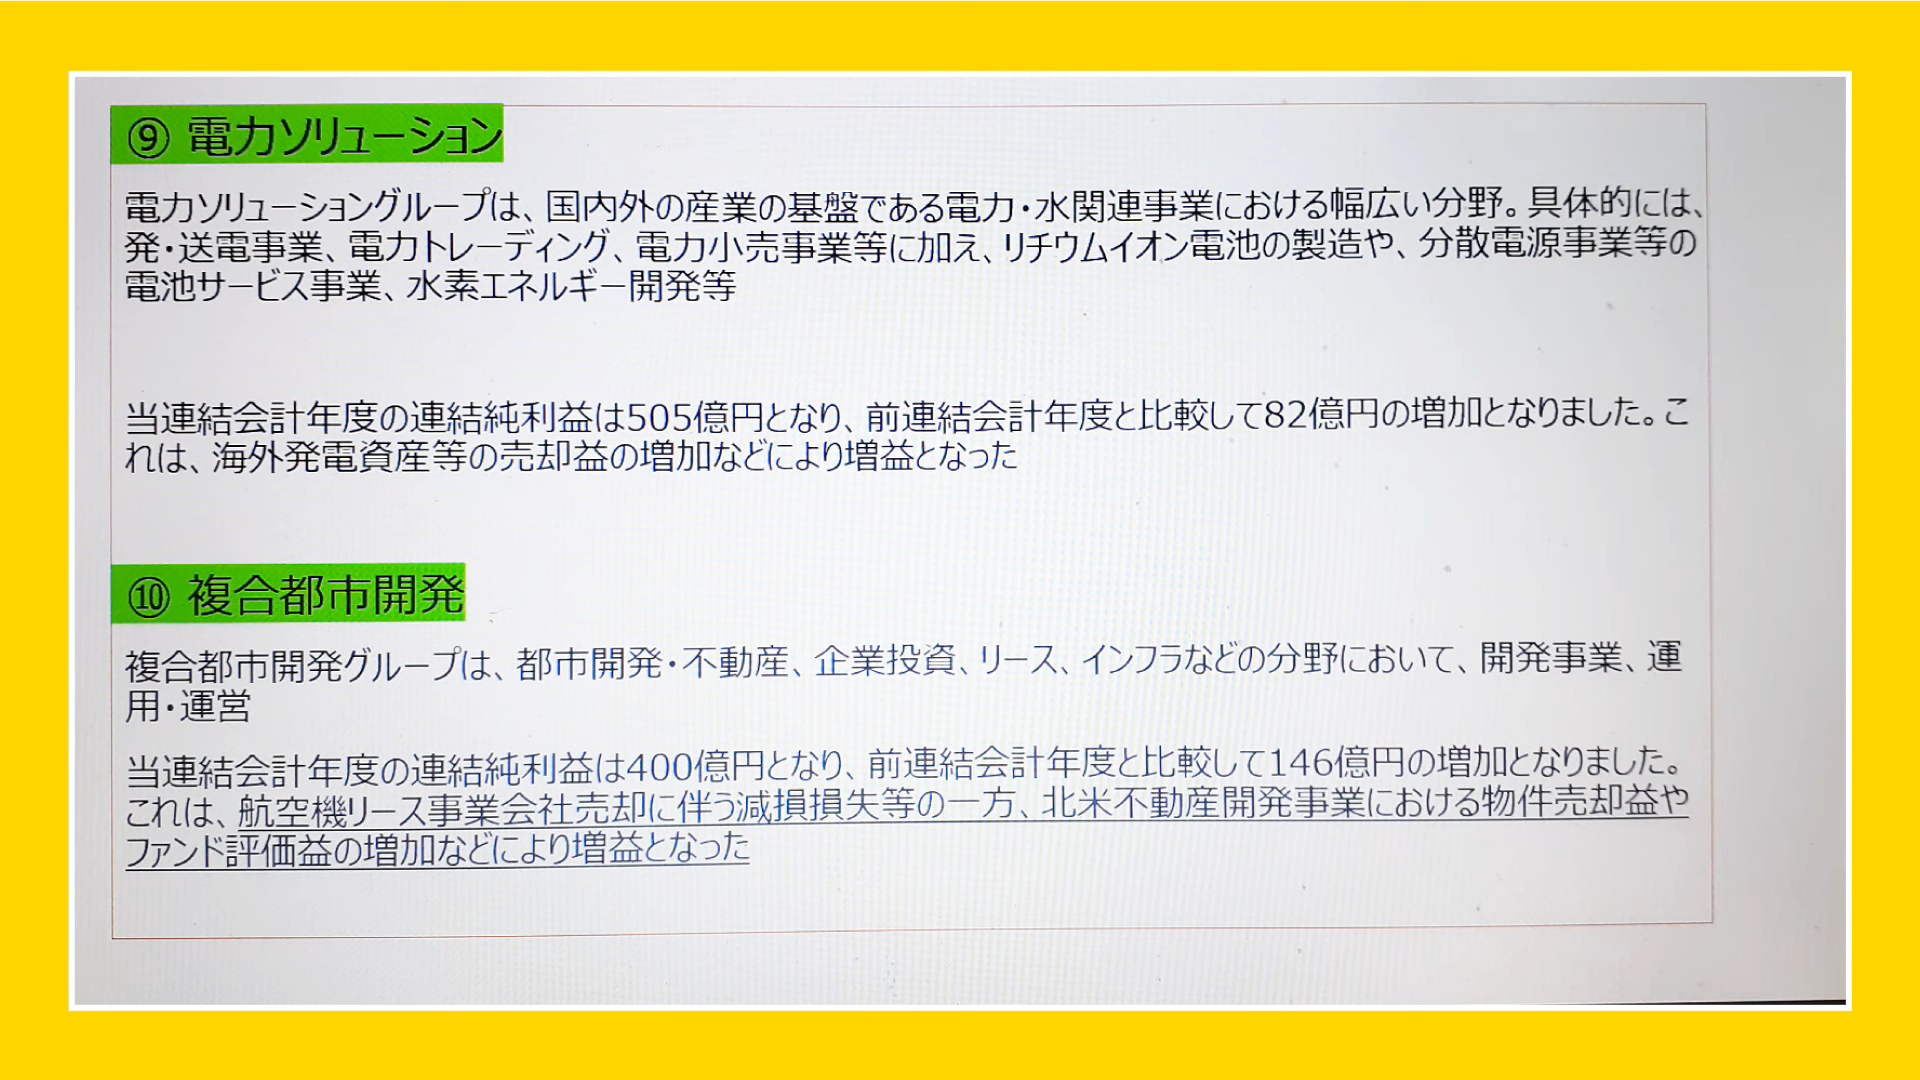 ⑨ 電力ソリューション
電力ソリューショングループは、国内外の産業の基盤である電力・水関連事業における幅広い分野。具体的には、
発・送電事業、電力トレーディング、電力小売事業等に加え、リチウムイオン電池の製造や、分散電源事業等の
電池サービス事業、水素エネルギー開発等
当連結会計年度の連結純利益は505億円となり、前連結会計年度と比較して82億円の増加となりました。こ
れは、海外発電資産等の売却益の増加などにより増益となった
⑩ 複合都市開発
複合都市開発グループは、都市開発・不動産、企業投資、リース、インフラなどの分野において、開発事業、運
用・運営
当連結会計年度の連結純利益は400億円となり、前連結会計年度と比較して146億円の増加となりました。
これは、航空機リース事業会社売却に伴う減損損失等の一方、北米不動産開発事業における物件売却益や
ファンド評価益の増加などにより増益となった